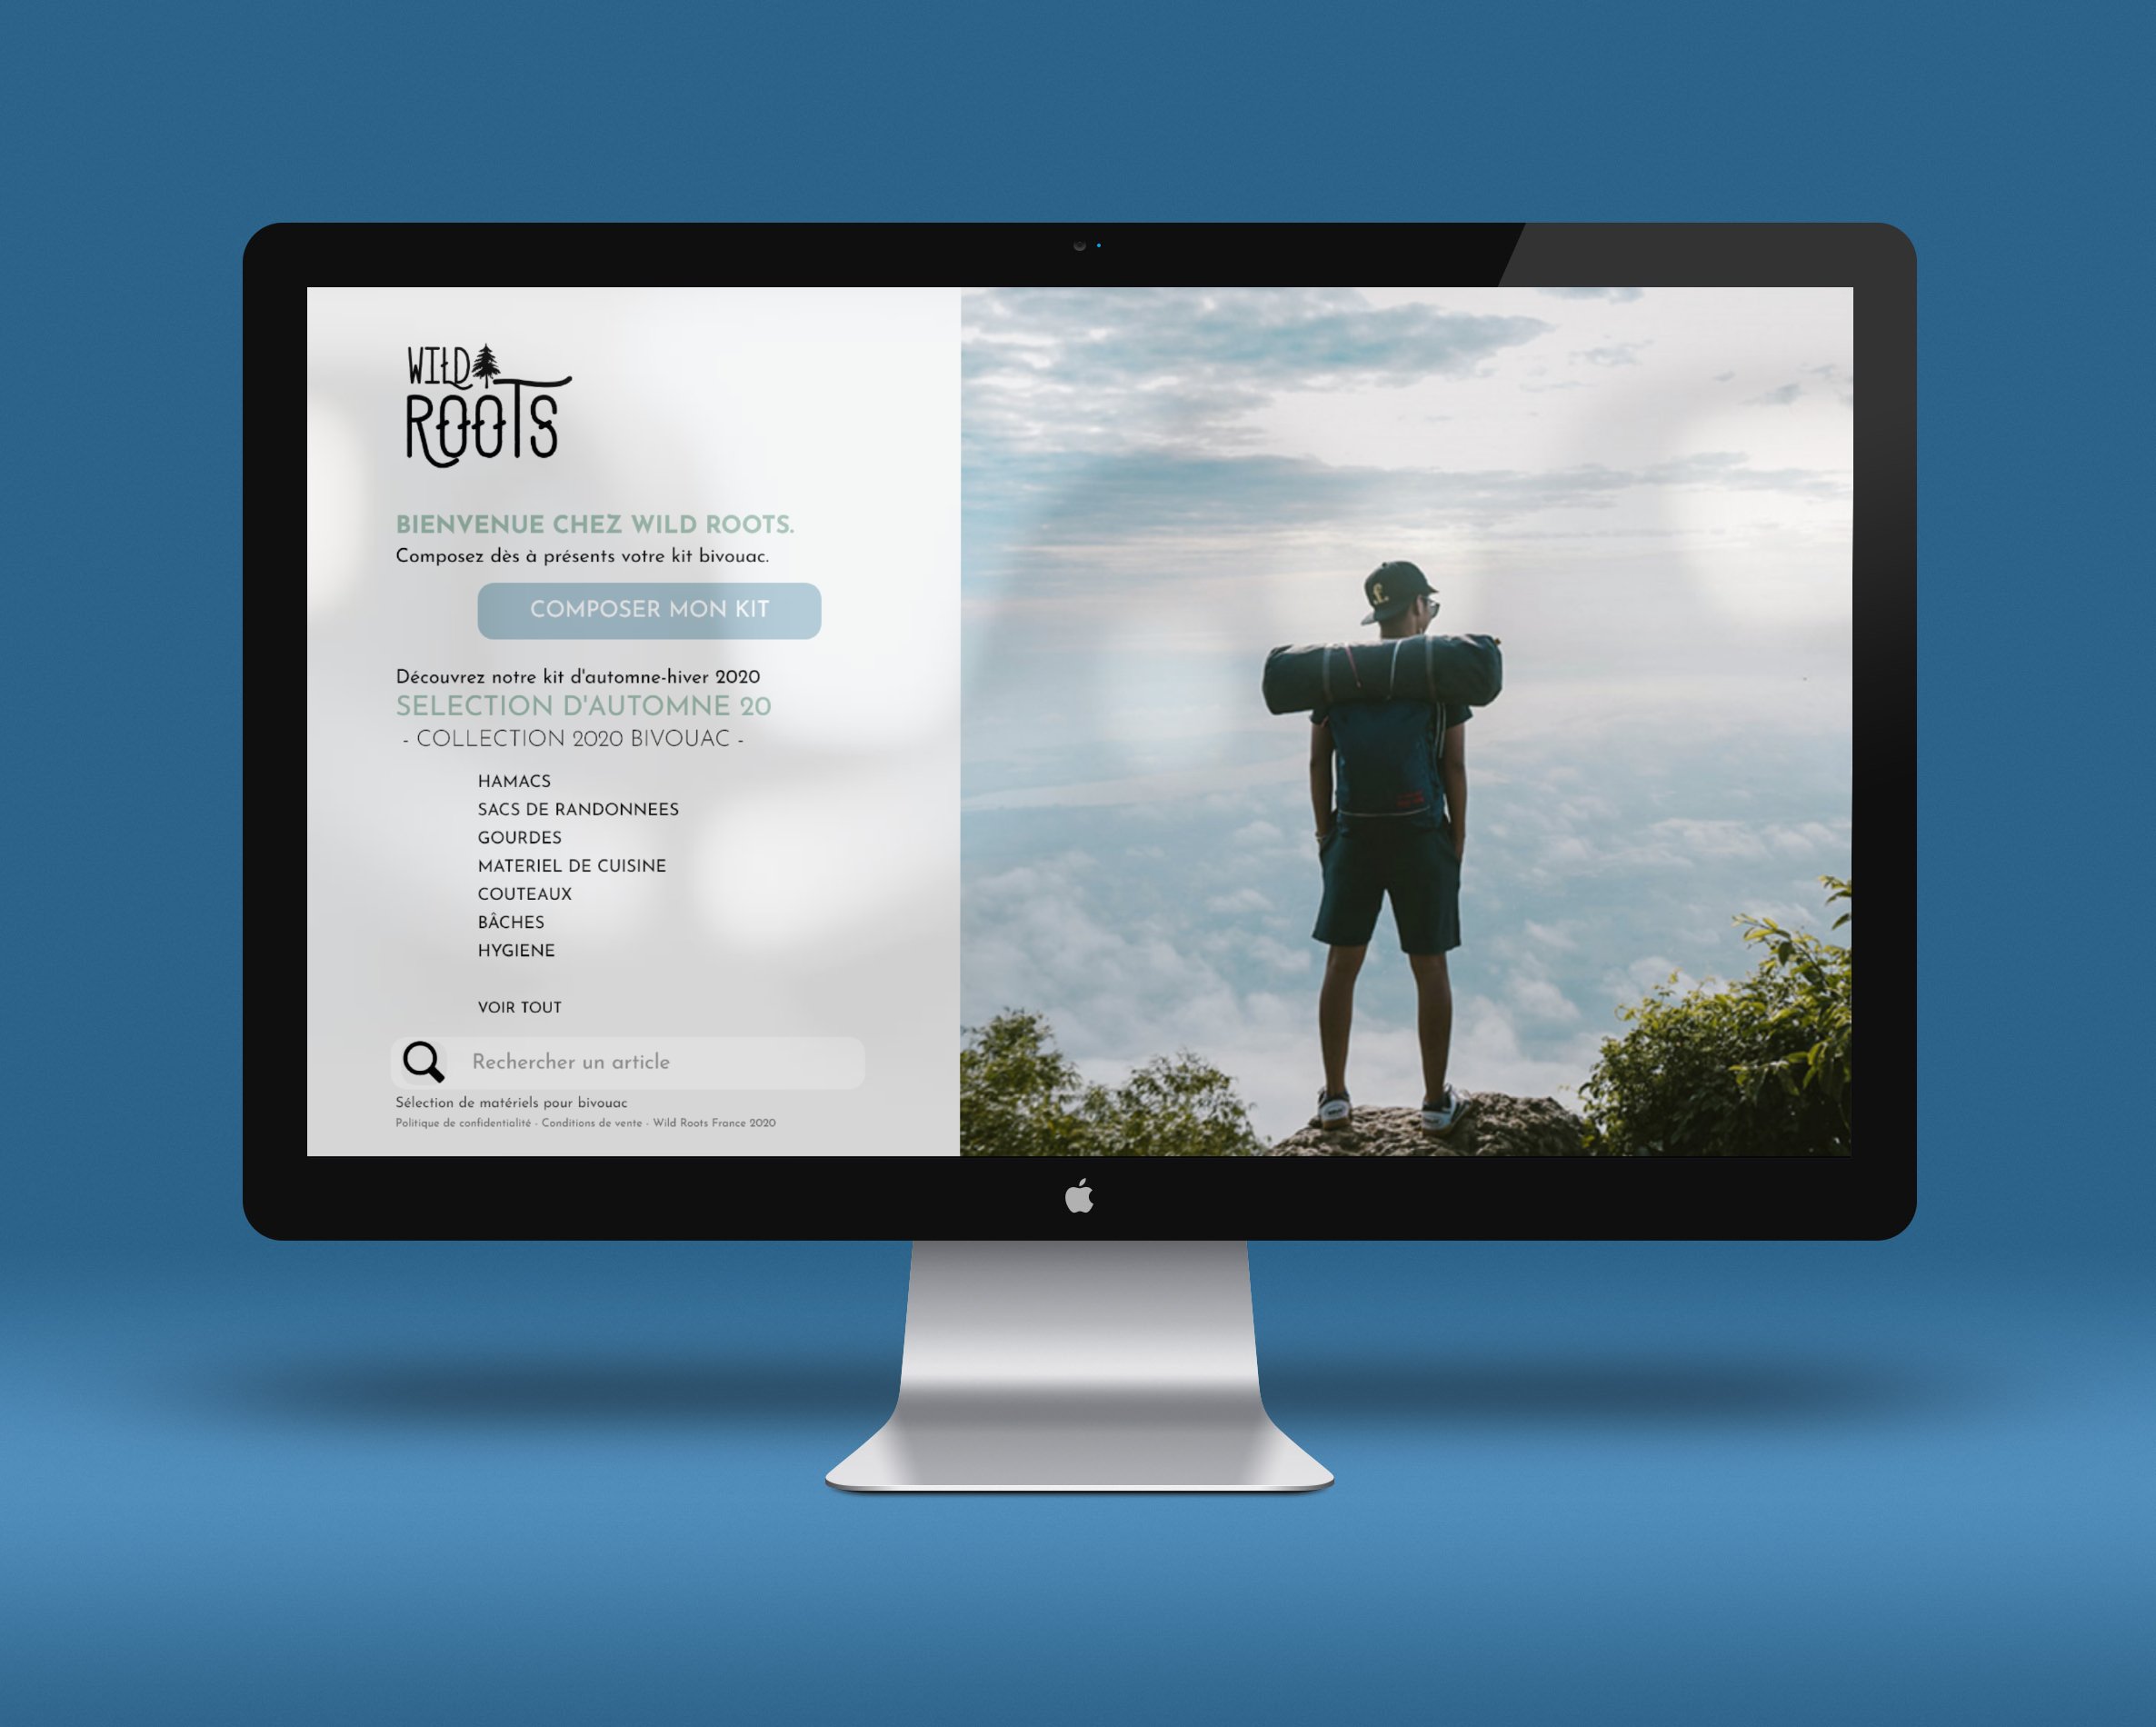 WILD
ROOTS
BIENVENUE CHEZ WILD ROOTS.
Composez dès à présents votre kit bivouac.
COMPOSER MON KIT
Découvrez notre kit d'automne-hiver 2020
SELECTION D'AUTOMNE 20
- COLLECTION 2020 BIVOUAC -
HAMACS
SACS DE RANDONNEES
GOURDES
MATERIEL DE CUISINE
COUTEAUX
BÂCHES
HYGIENE
VOIR TOUT
Rechercher un article
Sélection de matériels pour bivouac
Politique de confidentialité - Conditions de vente - Wild Roots France 2020